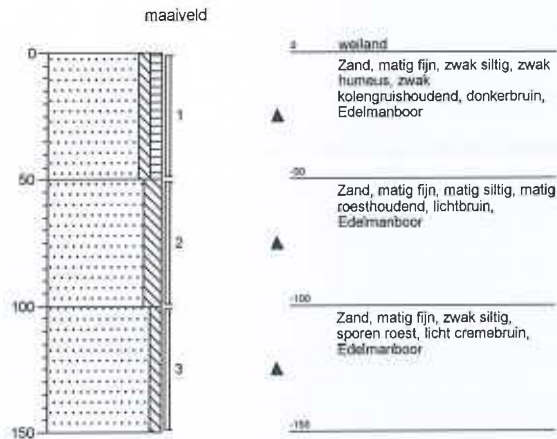 maaiveld
0
50
100
150
1
2
3
0 weiland
Zand, matig fijn, zwak siltig, zwak
humeus, zwak
kolengruishoudend, donkerbruin,
Edelmanboor
-50
Zand, matig fijn, matig siltig, matig
roesthoudend, lichtbruin,
Edelmanboor
-100
Zand, matig fijn, zwak siltig,
sporen roest, licht cremebruin,
Edelmanboor
-150